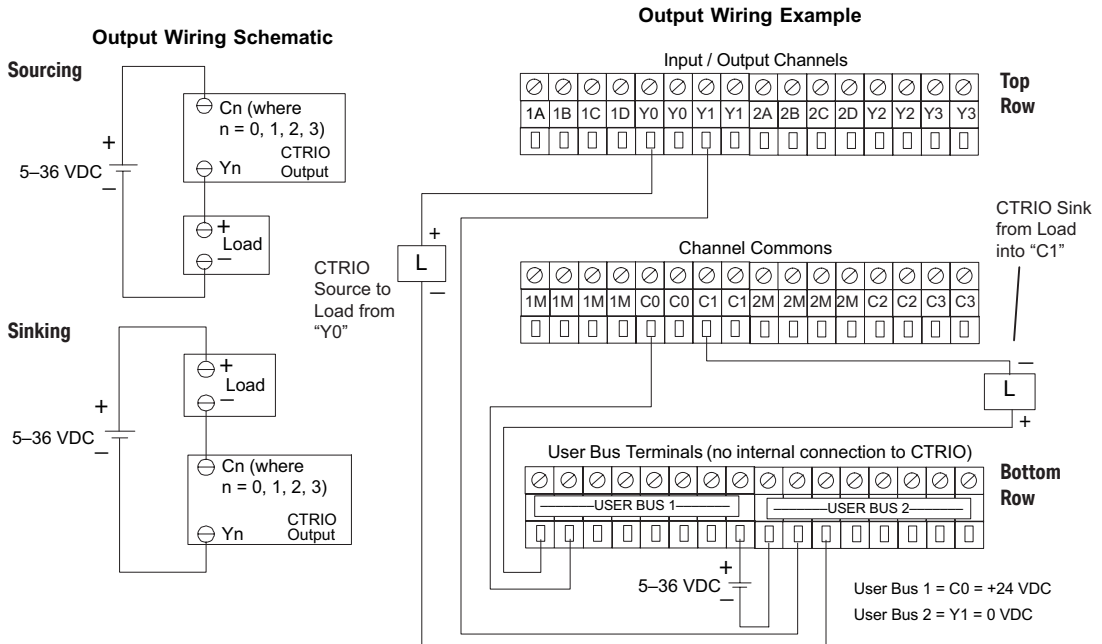 Output Wiring Schematic
Sourcing
+
5–36 VDC
–
Cn (where
n = 0, 1, 2, 3)
CTRIO
Output
Yn
+
Load
–
Sinking
+
5–36 VDC
–
+
Load
–
Cn (where
n = 0, 1, 2, 3)
CTRIO
Output
Yn
Output Wiring Example
Input / Output Channels
Top
Row
1A 1B 1C 1D Y0 Y0 Y1 Y1 2A 2B 2C 2D Y2 Y2 Y3 Y3
+
L
–
CTRIO
Source to
Load from
“Y0”
CTRIO Sink
from Load
into “C1”
Channel Commons
1M 1M 1M 1M C0 C0 C1 C1 2M 2M 2M 2M C2 C2 C3 C3
–
L
+
User Bus Terminals (no internal connection to CTRIO)
Bottom
Row
USER BUS 1
USER BUS 2
+
5–36 VDC
–
User Bus 1 = C0 = +24 VDC
User Bus 2 = Y1 = 0 VDC